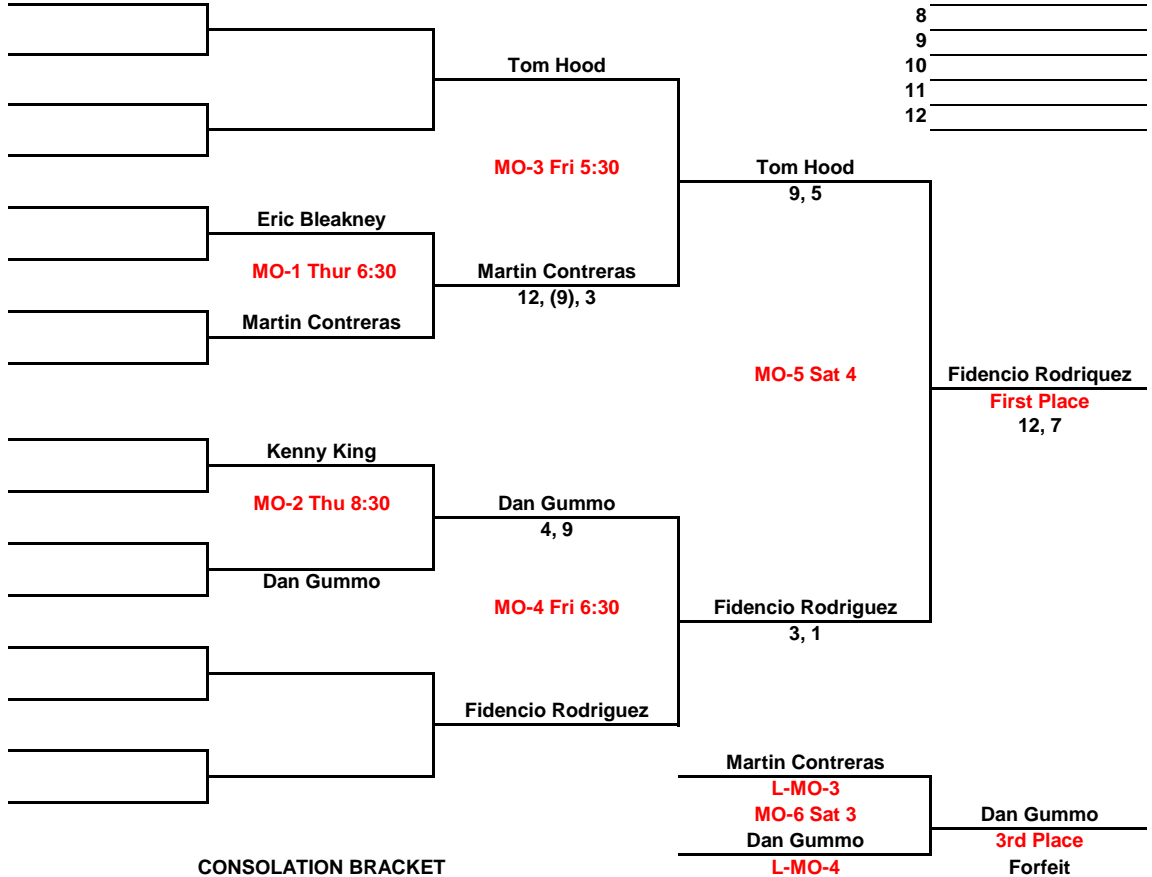 8
9
Tom Hood
10
11
12
MO-3 Fri 5:30
Tom Hood
9, 5
Eric Bleakney
MO-1 Thur 6:30
Martin Contreras
12, (9), 3
Martin Contreras
MO-5 Sat 4
Fidencio Rodriquez
First Place
12, 7
Kenny King
MO-2 Thu 8:30
Dan Gummo
4, 9
Dan Gummo
MO-4 Fri 6:30
Fidencio Rodriguez
3, 1
Fidencio Rodriguez
Martin Contreras
L-MO-3
MO-6 Sat 3
Dan Gummo
Dan Gummo
3rd Place
CONSOLATION BRACKET
L-MO-4
Forfeit